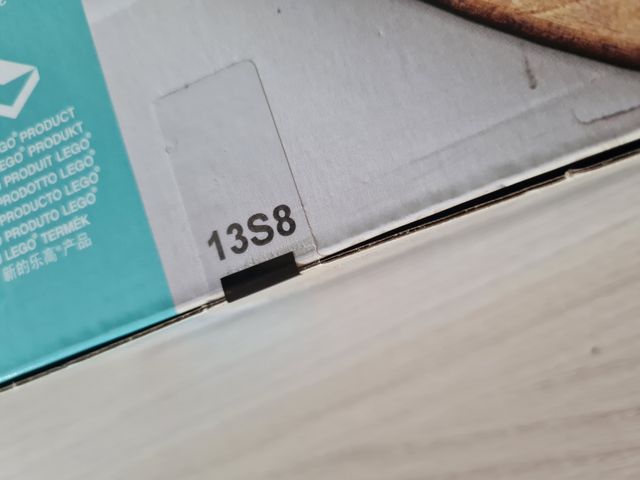 LEGO® PRODUCT
LEGO® PRODUKT
PRODUIT LEGO®
PRODOTTO LEGO®
PRODUCTO LEGO®
PRODUTO LEGO®
LEGO® TERMÉK
新的乐高®产品
13S8